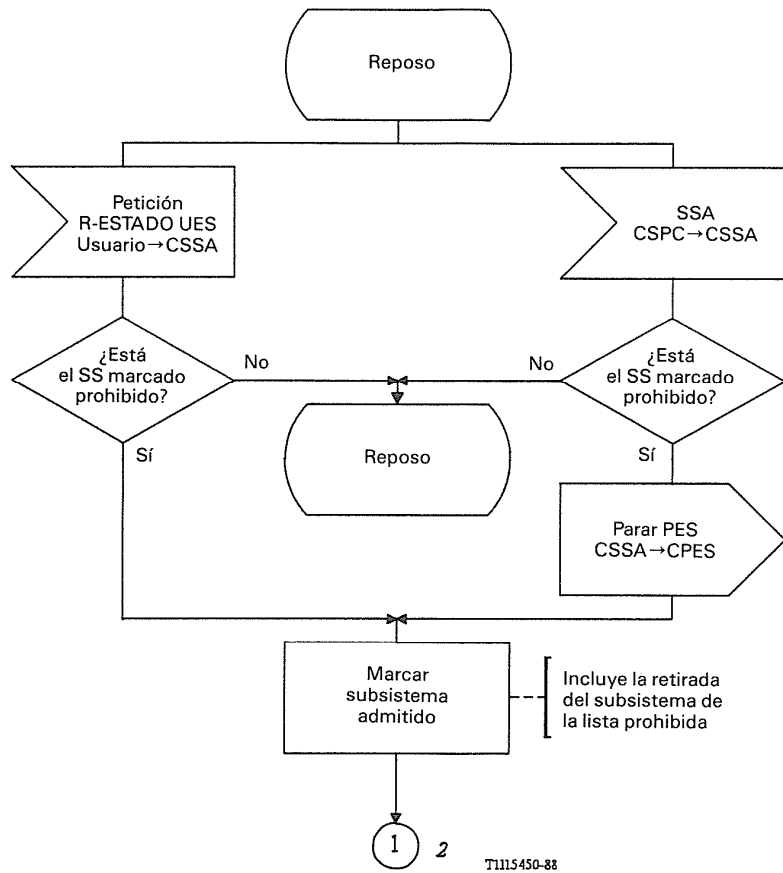 Reposo
Petición
R-ESTADO UES
Usuario→CSSA
SSA
CSPC→CSSA
¿Está
el SS marcado
prohibido?
No
No
¿Está
el SS marcado
prohibido?
Reposo
Sí
Sí
Parar PES
CSSA→CPES
Marcar
subsistema
admitido
Incluye la retirada
del subsistema de
la lista prohibida
1
2
T1115450-88